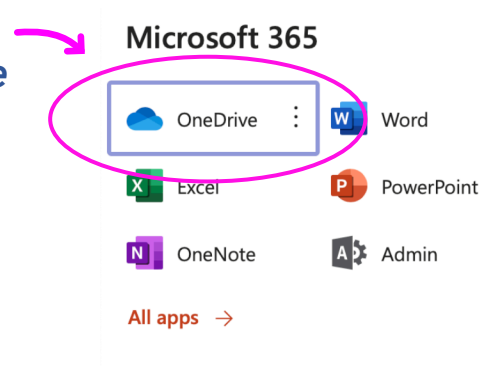 Microsoft 365
e
OneDrive Word
Excel PowerPoint
OneNote Admin
All apps →